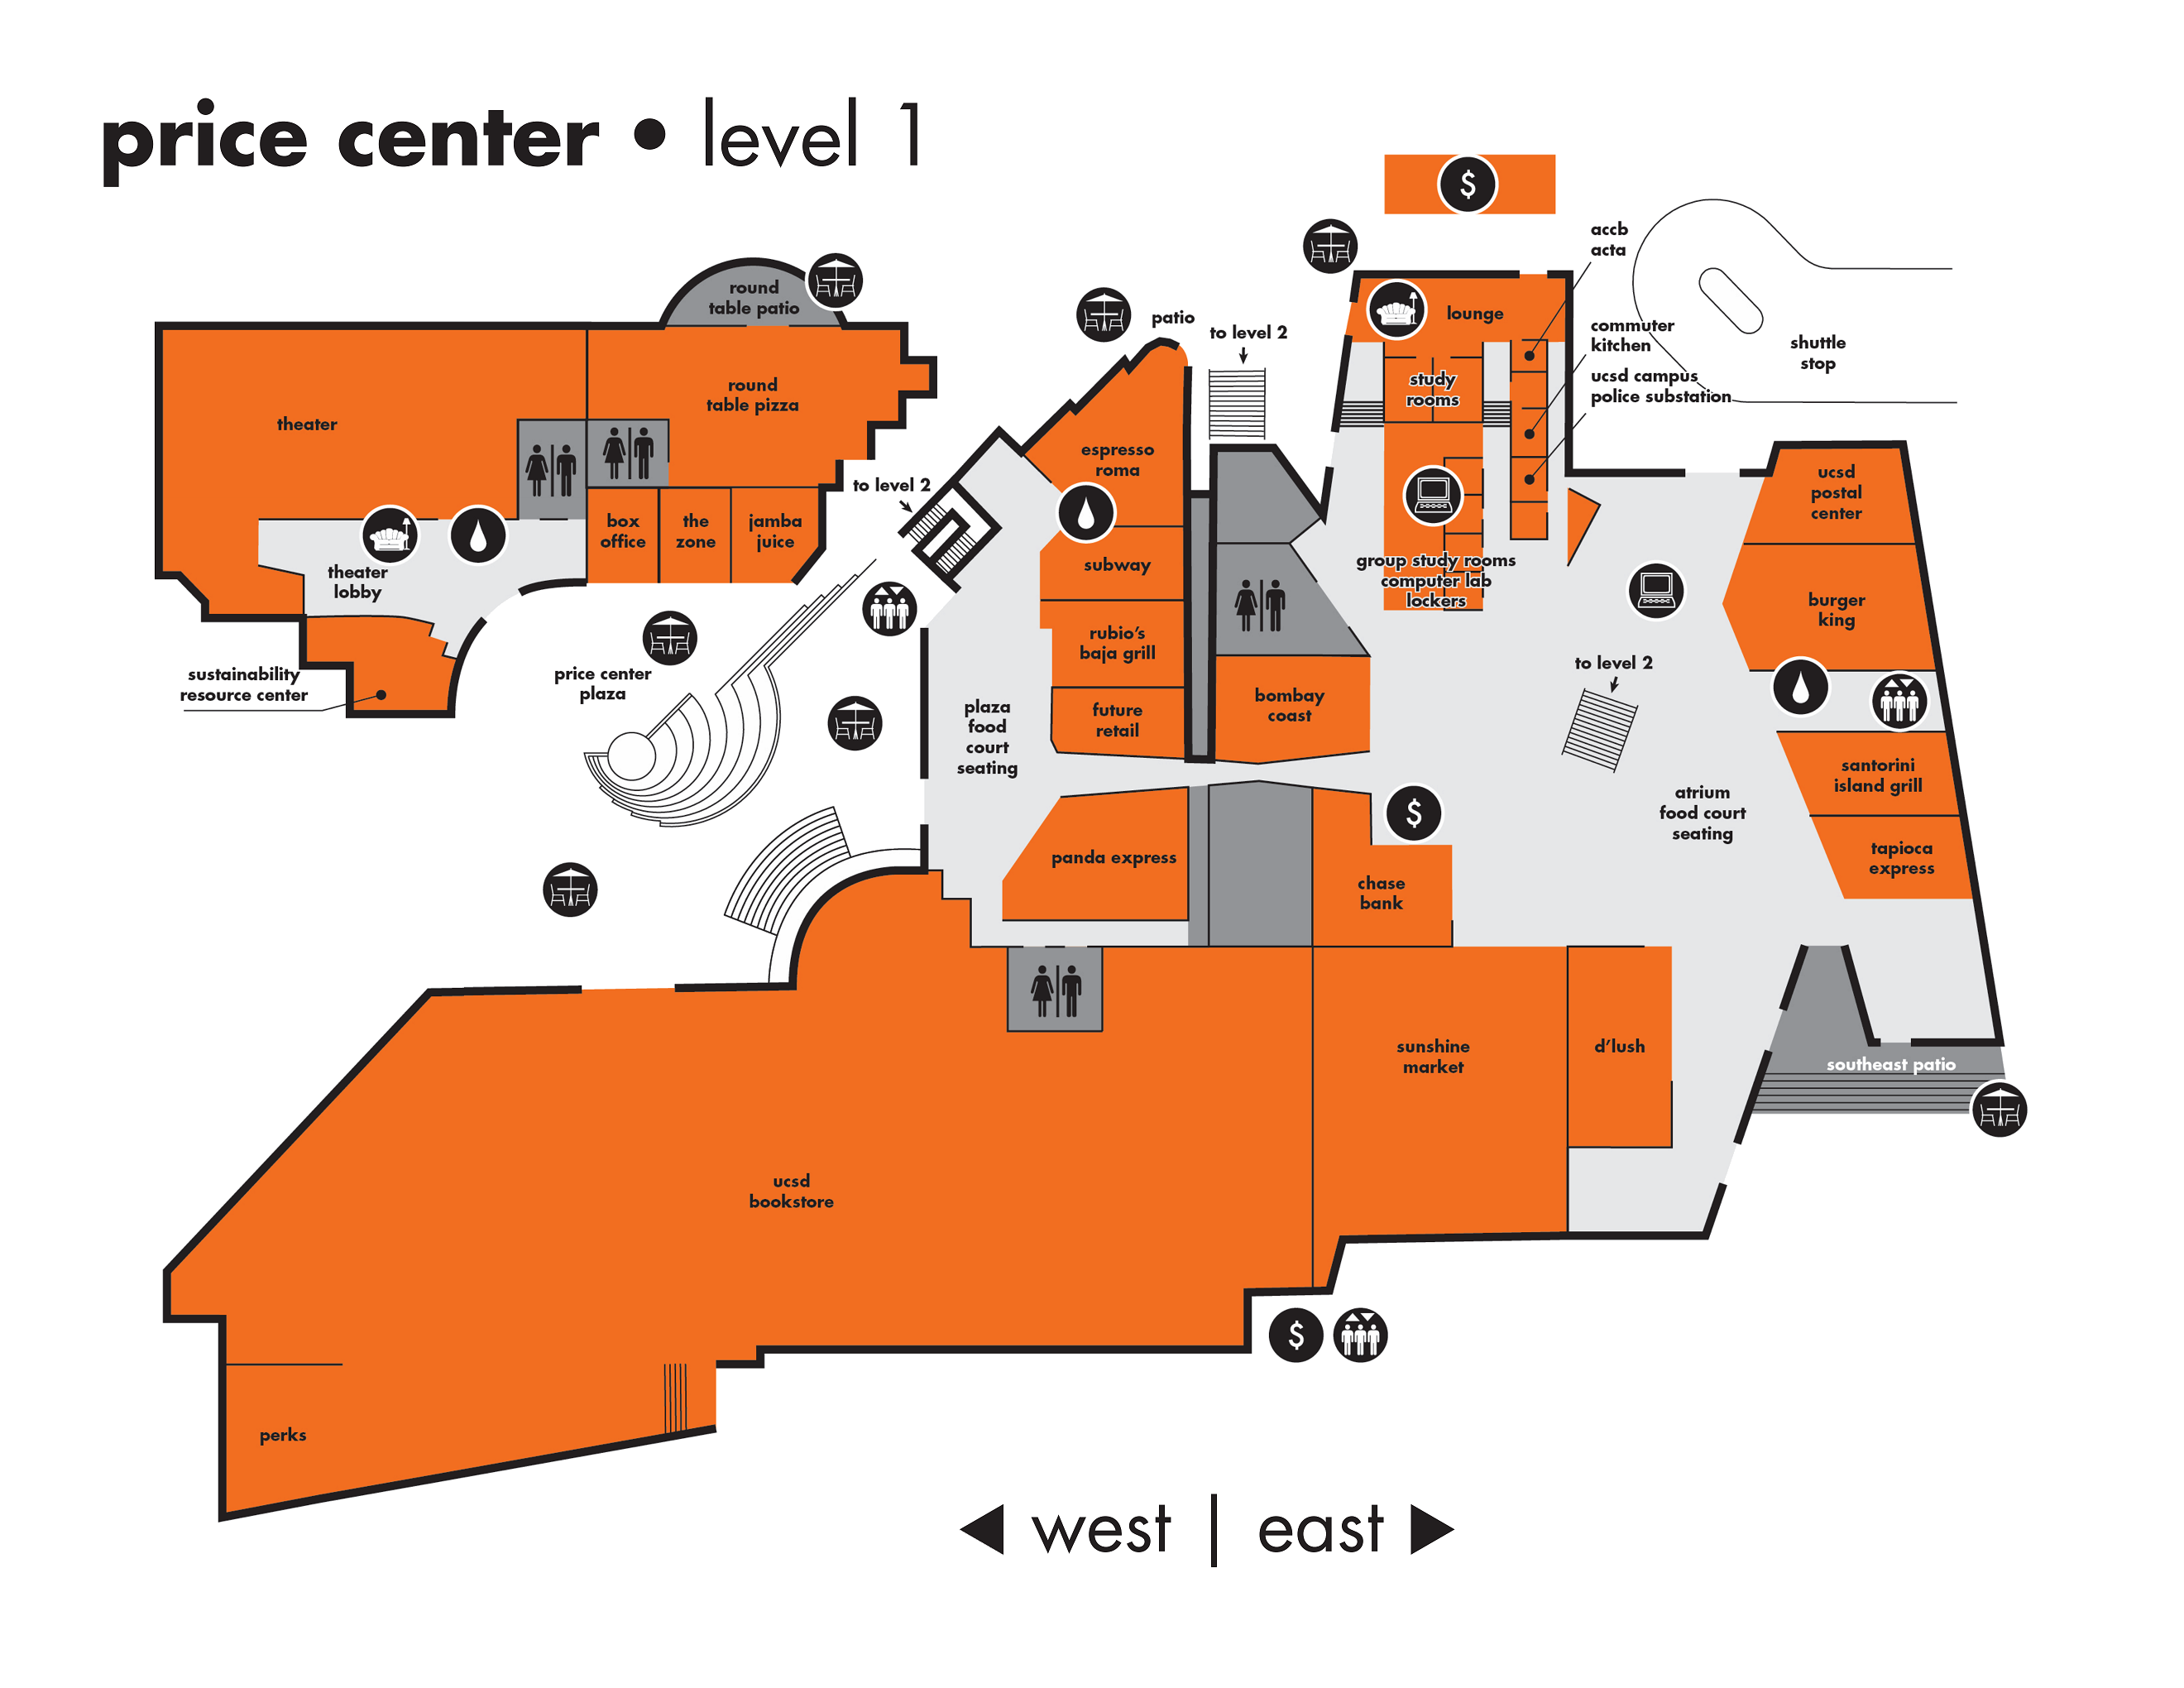 price center • level 1
$
accb
acta
round
table patio
patio
to level 2
lounge
commuter
kitchen
shuttle
stop
ucsd campus
police substation
theater
round
table pizza
study
rooms
espresso
roma
to level 2
ucsd
postal
center
box
office
the
zone
jamba
juice
subway
group study rooms
computer lab
lockers
theater
lobby
burger
king
rubio's
baja grill
sustainability
resource center
price center
plaza
to level 2
bombay
coast
future
retail
plaza
food
court
seating
santorini
island grill
atrium
food court
seating
$
panda express
tapioca
express
chase
bank
sunshine
market
d'lush
southeast patio
ucsd
bookstore
$
perks
west | east